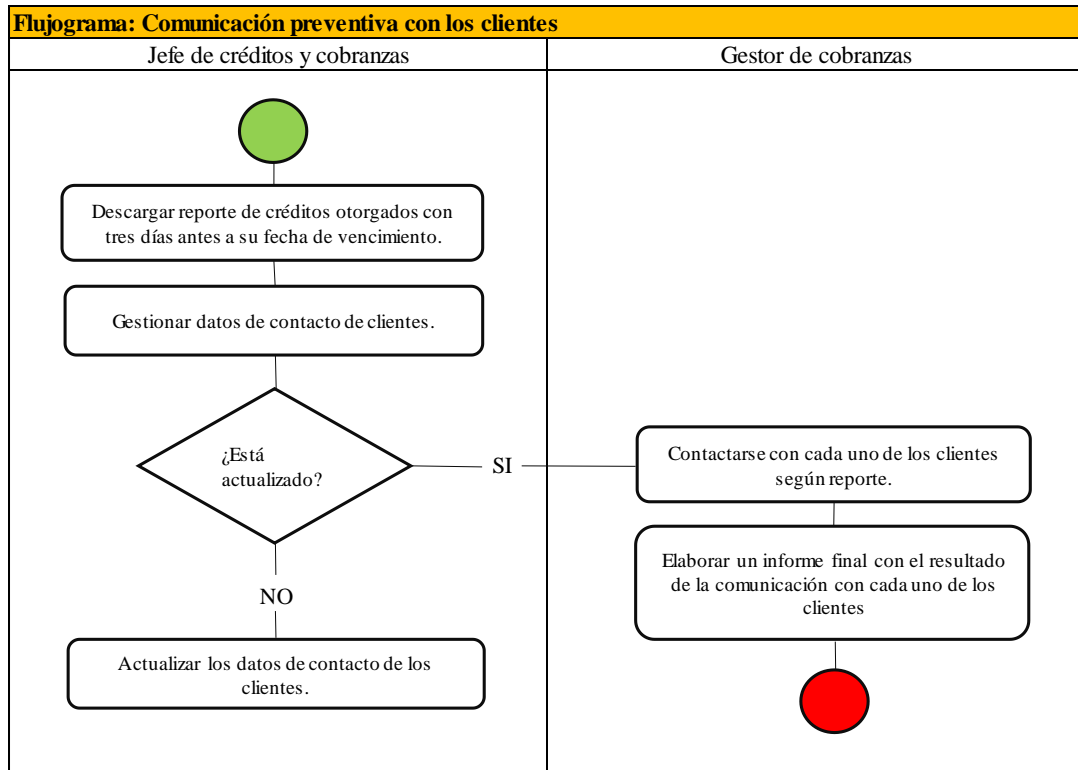 Flujograma: Comunicación preventiva con los clientes
Jefe de créditos y cobranzas
Gestor de cobranzas
Descargar reporte de créditos otorgados con
tres días antes a su fecha de vencimiento.
Gestionar datos de contacto de clientes.
¿Está
actualizado?
SI
Contactarse con cada uno de los clientes
según reporte.
Elaborar un informe final con el resultado
de la comunicación con cada uno de los
clientes
NO
Actualizar los datos de contacto de los
clientes.